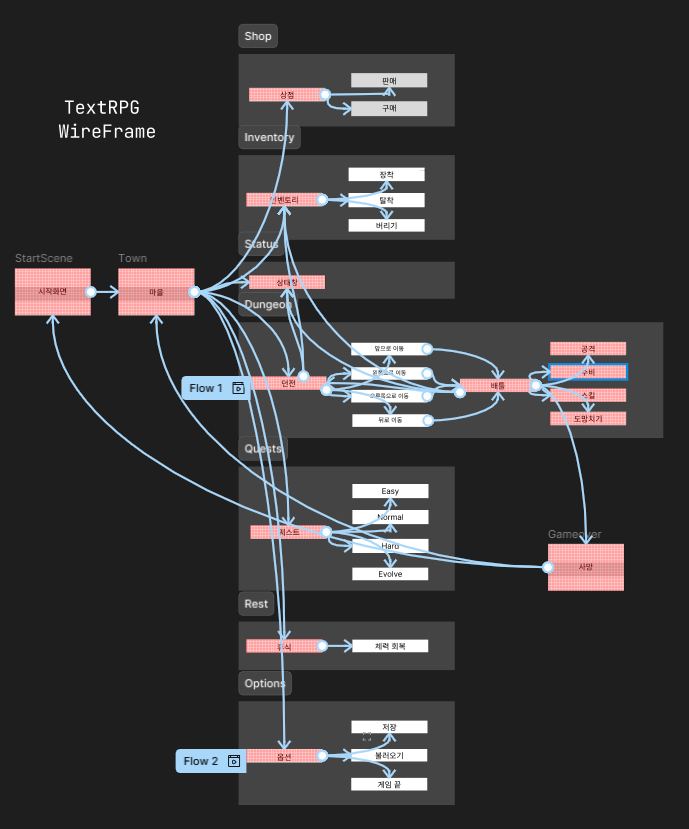 Shop
판매
상점
구매
TextRPG
WireFrame
Inventory
장착
인벤토리
탈착
버리기
Status
StartScene
Town
상태창
시작화면
마을
Dungeon
앞으로 이동
공격
왼쪽으로 이동
수비
Flow 1
던전
배틀
오른쪽으로 이동
스킬
뒤로 이동
도망치기
Quests
Easy
Normal
퀘스트
Hard
Gameover
사망
Evolve
Rest
휴식
체력 회복
Options
저장
Flow 2
옵션
불러오기
게임 끝